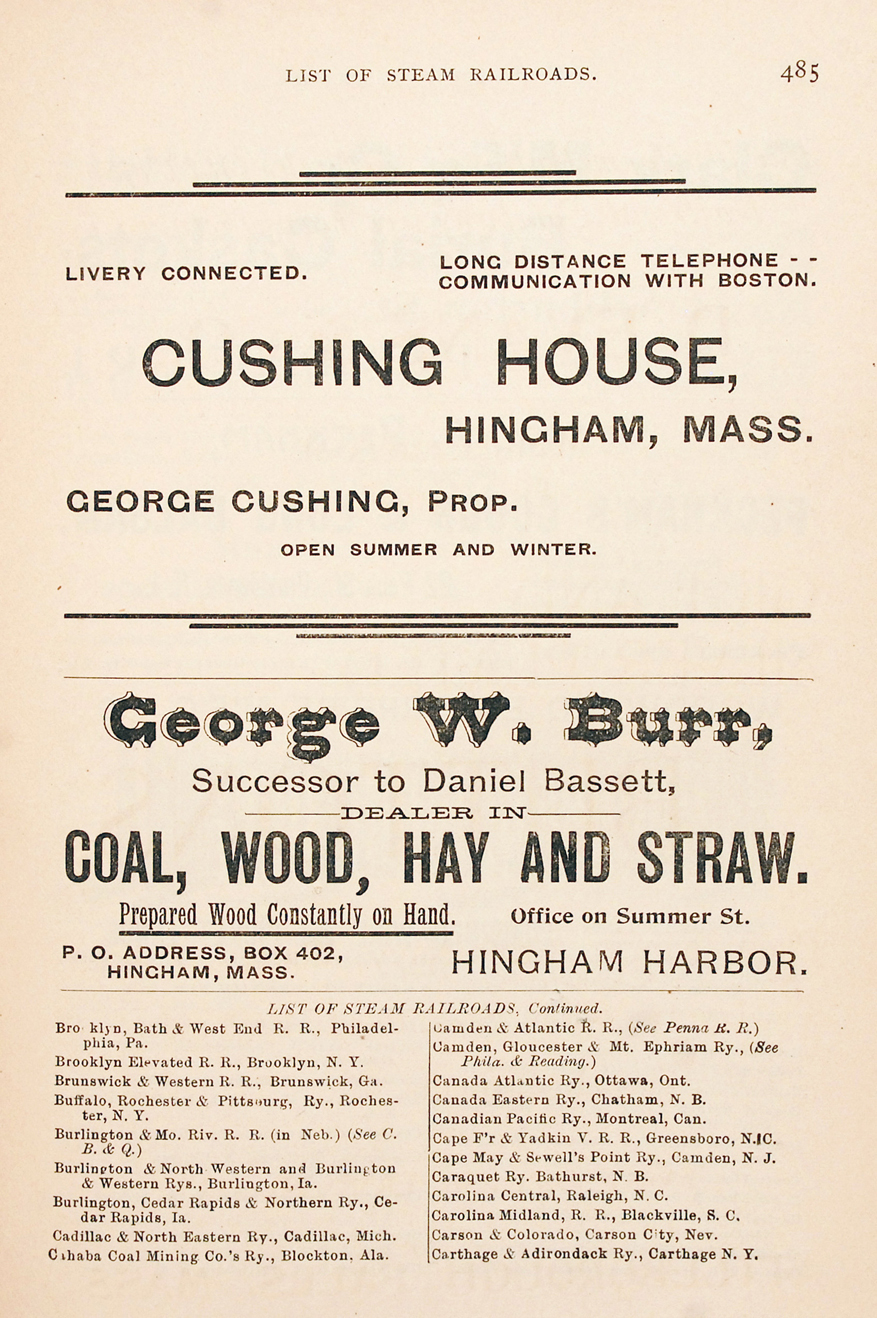 LIST OF STEAM RAILROADS.
485
LIVERY CONNECTED.
LONG DISTANCE TELEPHONE - -
COMMUNICATION WITH BOSTON.
CUSHING HOUSE,
HINGHAM, MASS.
GEORGE CUSHING, PROP.
OPEN SUMMER AND WINTER.
George W. Burr,
Successor to Daniel Bassett,
DEALER IN
COAL, WOOD, HAY AND STRAW.
Prepared Wood Constantly on Hand.
Office on Summer St.
P. O. ADDRESS, BOX 402,
HINGHAM, MASS.
HINGHAM HARBOR.
LIST OF STEAM RAILROADS, Continued.
Bro klyn, Bath & West End R. R., Philadel-
phia, Pa.
Brooklyn Elevated R. R., Brooklyn, N. Y.
Brunswick & Western R. R., Brunswick, Ga.
Buffalo, Rochester & Pittsburg, Ry., Roches-
ter, N. Y.
Burlington & Mo. Riv. R. R. (in Neb.) (See C.
B. & Q.)
Burlington & North Western and Burlington
& Western Rys., Burlington, Ia.
Burlington, Cedar Rapids & Northern Ry., Ce-
dar Rapids, Ia.
Cadillac & North Eastern Ry., Cadillac, Mich.
Cahaba Coal Mining Co.'s Ry., Blockton, Ala.
Camden & Atlantic R. R., (See Penna R. R.)
Camden, Gloucester & Mt. Ephriam Ry., (See
Phila. & Reading.)
Canada Atlantic Ry., Ottawa, Ont.
Canada Eastern Ry., Chatham, N. B.
Canadian Pacific Ry., Montreal, Can.
Cape F'r & Yadkin V. R. R., Greensboro, N. C.
Cape May & Sewell's Point Ry., Camden, N. J.
Caraquet Ry. Bathurst, N. B.
Carolina Central, Raleigh, N. C.
Carolina Midland, R. R., Blackville, S. C.
Carson & Colorado, Carson City, Nev.
Carthage & Adirondack Ry., Carthage N. Y.